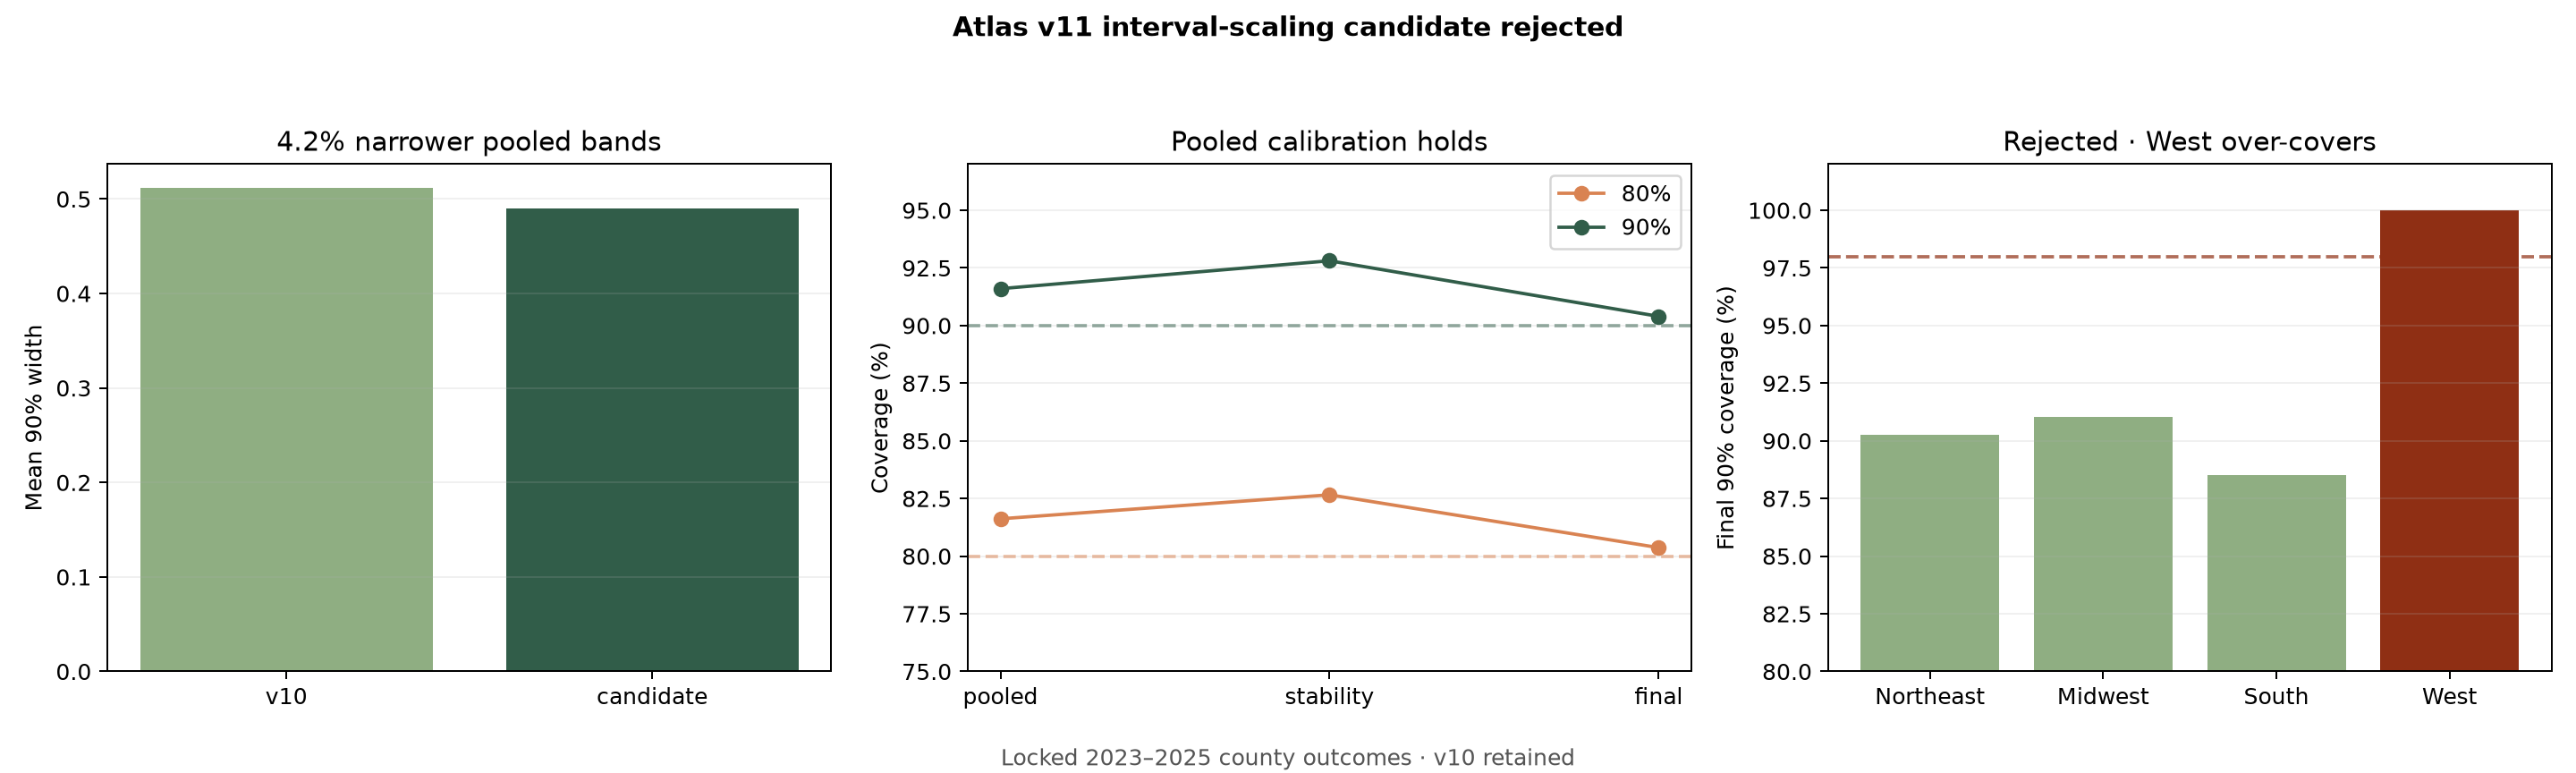 Atlas v11 interval-scaling candidate rejected
4.2% narrower pooled bands
Mean 90% width
0.5
0.4
0.3
0.2
0.1
0.0
v10
candidate
Pooled calibration holds
Coverage (%)
95.0
92.5
90.0
87.5
85.0
82.5
80.0
77.5
75.0
80%
90%
pooled
stability
final
Rejected · West over-covers
Final 90% coverage (%)
100.0
97.5
95.0
92.5
90.0
87.5
85.0
82.5
80.0
Northeast
Midwest
South
West
Locked 2023–2025 county outcomes · v10 retained